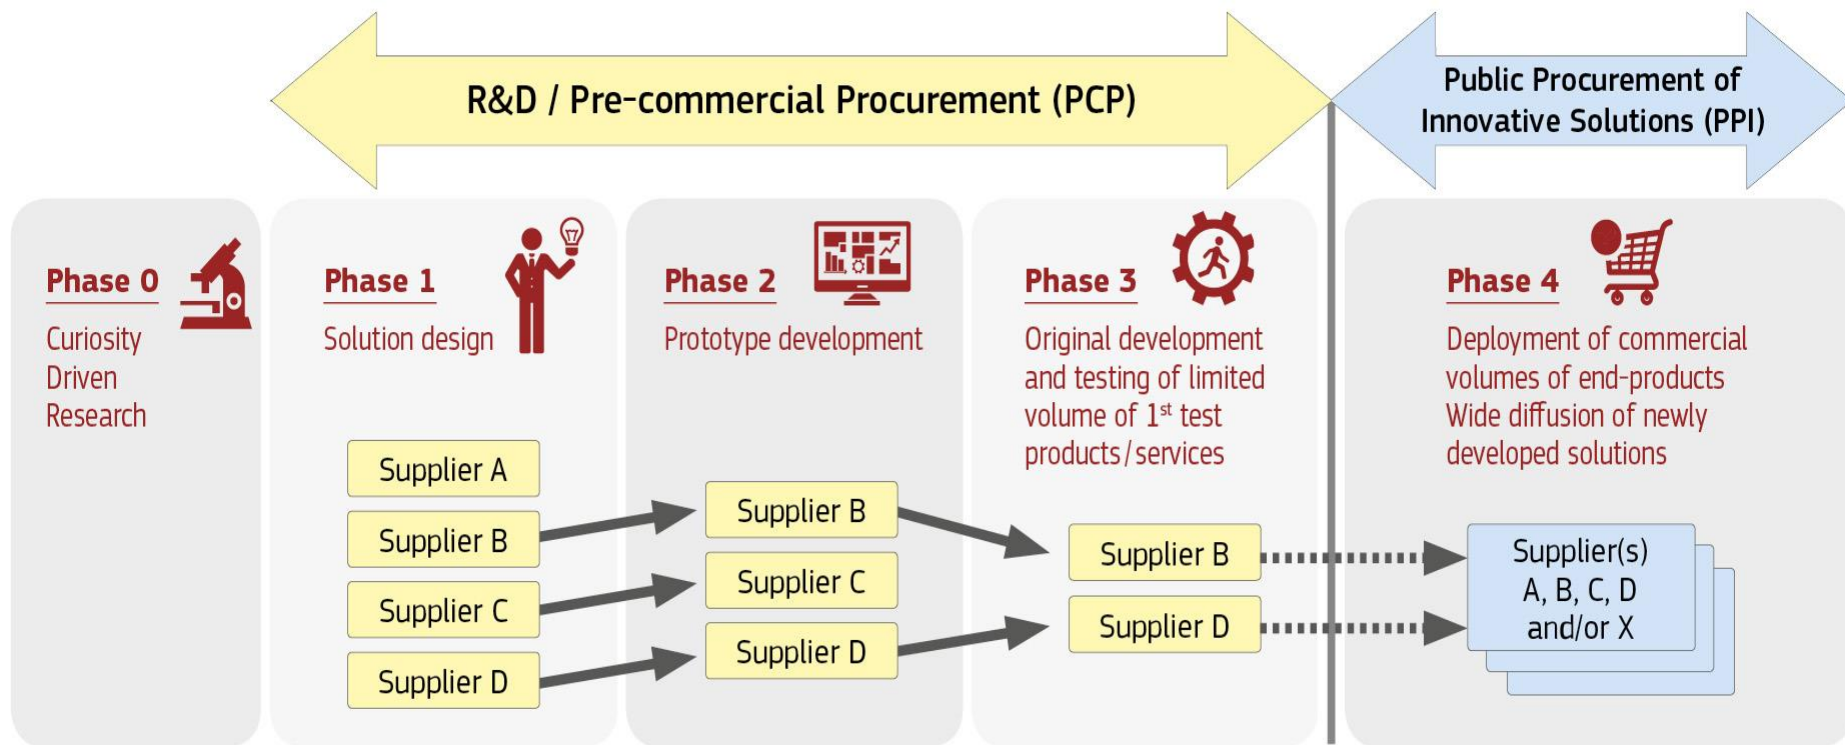 R&D / Pre-commercial Procurement (PCP)
Public Procurement of
Innovative Solutions (PPI)
Phase 0
Curiosity
Driven
Research
Phase 1
Solution design
Supplier A
Supplier B
Supplier C
Supplier D
Phase 2
Prototype development
Supplier B
Supplier C
Supplier D
Phase 3
Original development
and testing of limited
volume of 1st test
products/services
Supplier B
Supplier D
Phase 4
Deployment of commercial
volumes of end-products
Wide diffusion of newly
developed solutions
Supplier(s)
A, B, C, D
and/or X